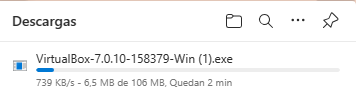 Descargas
VirtualBox-7.0.10-158379-Win (1).exe
739 KB/s - 6,5 MB de 106 MB, Quedan 2 min